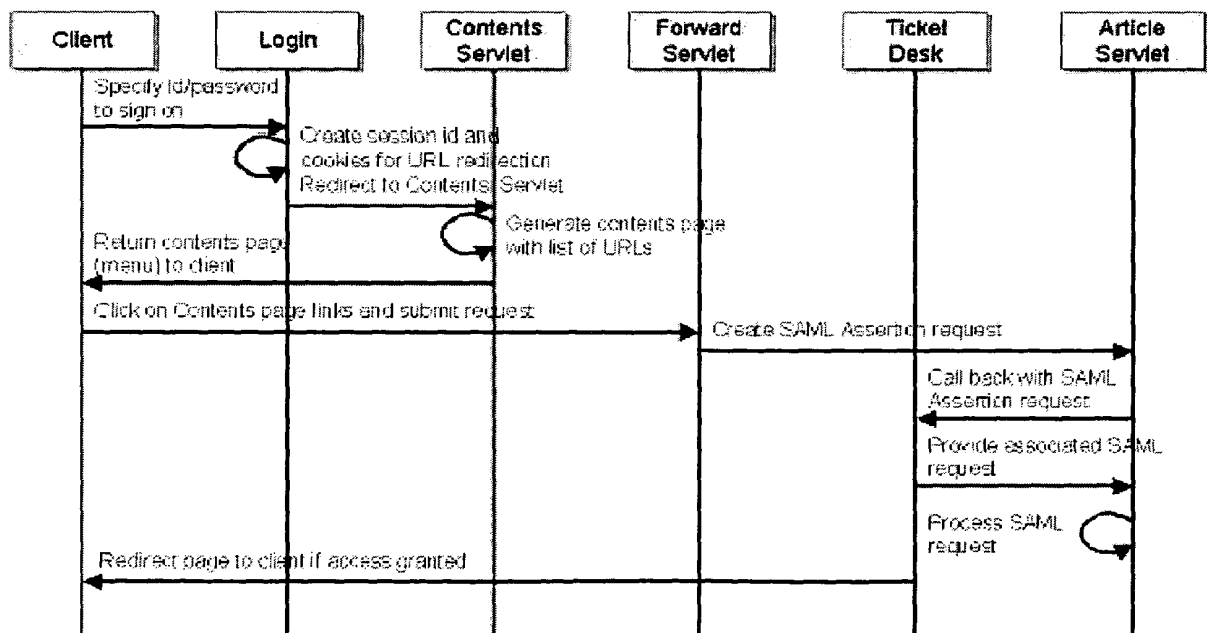 Client
Login
Contents
Servlet
Forward
Servlet
Ticket
Desk
Article
Servlet
Specify id/password
to sign on
Create session id and
cookies for URL redirection
Redirect to Contents Servlet
Generate contents page
with list of URLs
Return contents page
(menu) to client
Click on Contents page links and submit request
Create SAML Assertion request
Call back with SAML
Assertion request
Provide associated SAML
request
Process SAML
request
Redirect page to client if access granted